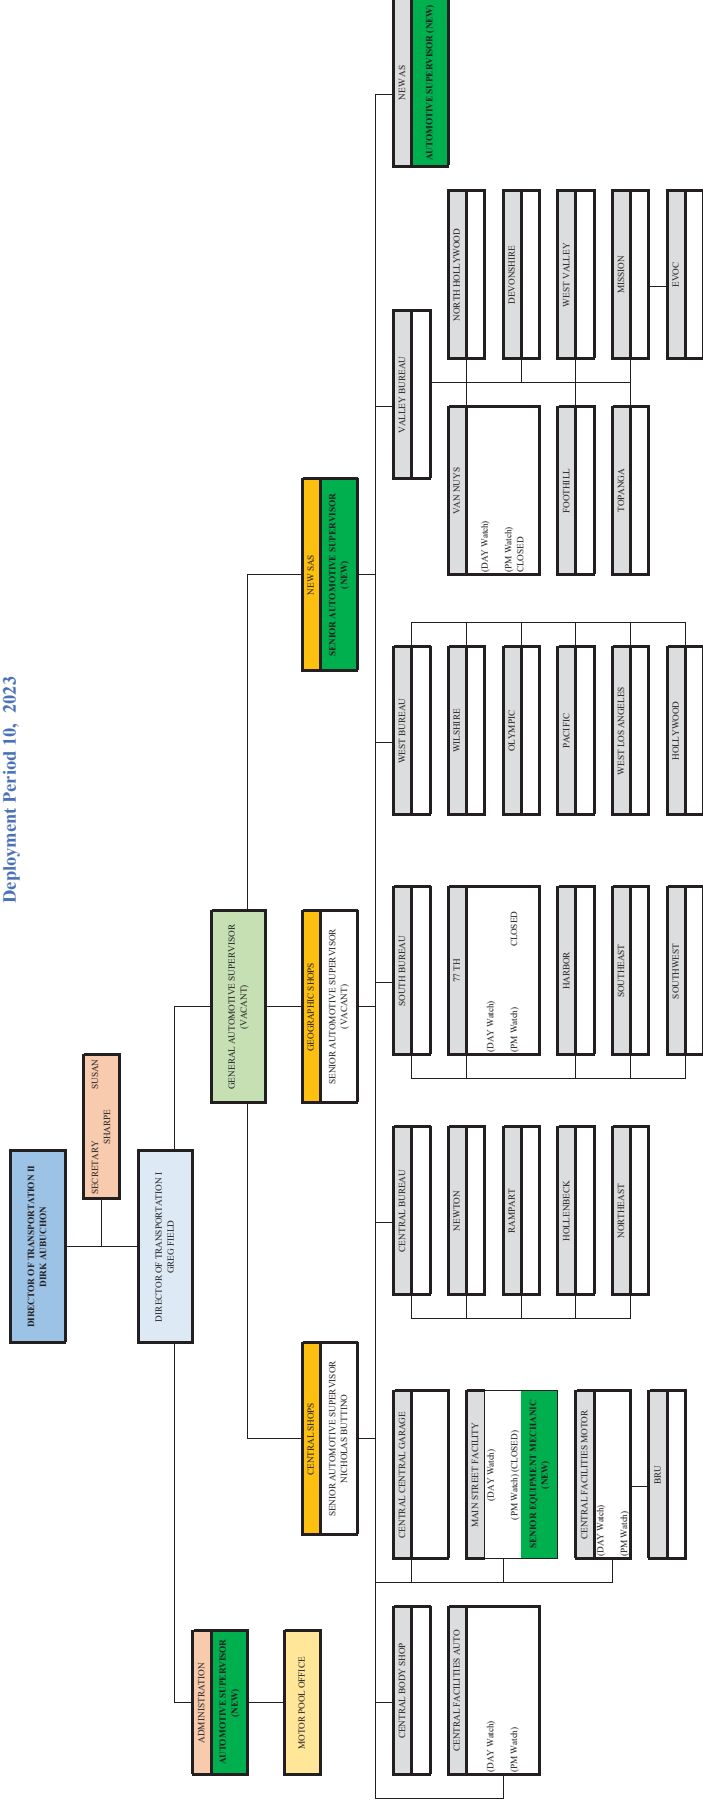 Deployment Period 10, 2023
DIRECTOR OF TRANSPORTATION II
DIRK AUBUCHON
SECRETARY SUSAN
SHARPE
DIRECTOR OF TRANSPORTATION I
GREG FIELD
ADMINISTRATION
AUTOMOTIVE SUPERVISOR
(NEW)
MOTOR POOL OFFICE
GENERAL AUTOMOTIVE SUPERVISOR
(VACANT)
CENTRAL SHOPS
SENIOR AUTOMOTIVE SUPERVISOR
NICHOLAS BUTTINO
GEOGRAPHIC SHOPS
SENIOR AUTOMOTIVE SUPERVISOR
(VACANT)
NEW SAS
SENIOR AUTOMOTIVE SUPERVISOR
(NEW)
CENTRAL BODY SHOP
CENTRAL FACILITIES AUTO
(DAY Watch)
(PM Watch)
CENTRAL CENTRAL GARAGE
MAIN STREET FACILITY
(DAY Watch)
(PM Watch) (CLOSED)
SENIOR EQUIPMENT MECHANIC
(NEW)
CENTRAL FACILITIES MOTOR
(DAY Watch)
(PM Watch)
BRU
CENTRAL BUREAU
NEWTON
RAMPART
HOLLENBECK
NORTHEAST
SOUTH BUREAU
77 TH
(DAY Watch)
(PM Watch) CLOSED
HARBOR
SOUTHEAST
SOUTHWEST
WEST BUREAU
WILSHIRE
OLYMPIC
PACIFIC
WEST LOS ANGELES
HOLLYWOOD
VALLEY BUREAU
VAN NUYS
(DAY Watch)
(PM Watch)
CLOSED
FOOTHILL
TOPANGA
NORTH HOLLYWOOD
DEVONSHIRE
WEST VALLEY
MISSION
EVOC
NEW AS
AUTOMOTIVE SUPERVISOR (NEW)